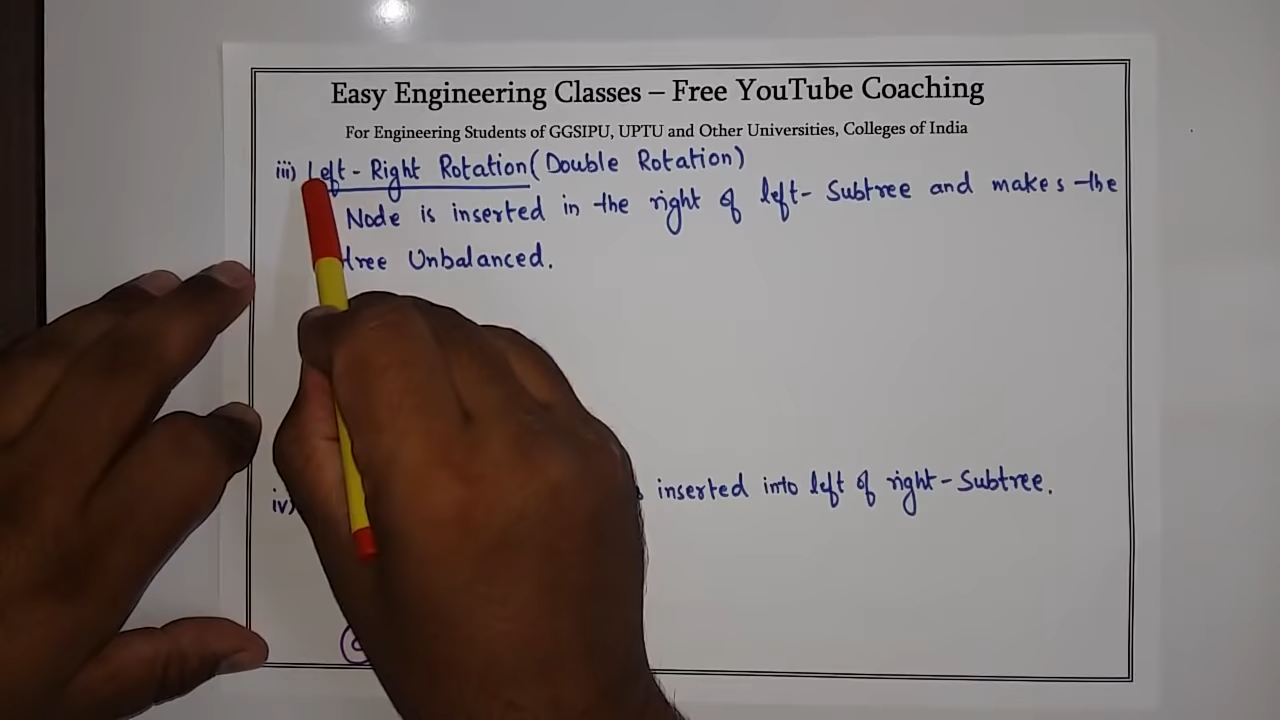 Easy Engineering Classes – Free YouTube Coaching
For Engineering Students of GGSIPU, UPTU and Other Universities, Colleges of India
iii) Left - Right Rotation (Double Rotation)
Node is inserted in the right of left - Subtree and makes the
tree Unbalanced.
iv) inserted into left of right - Subtree.